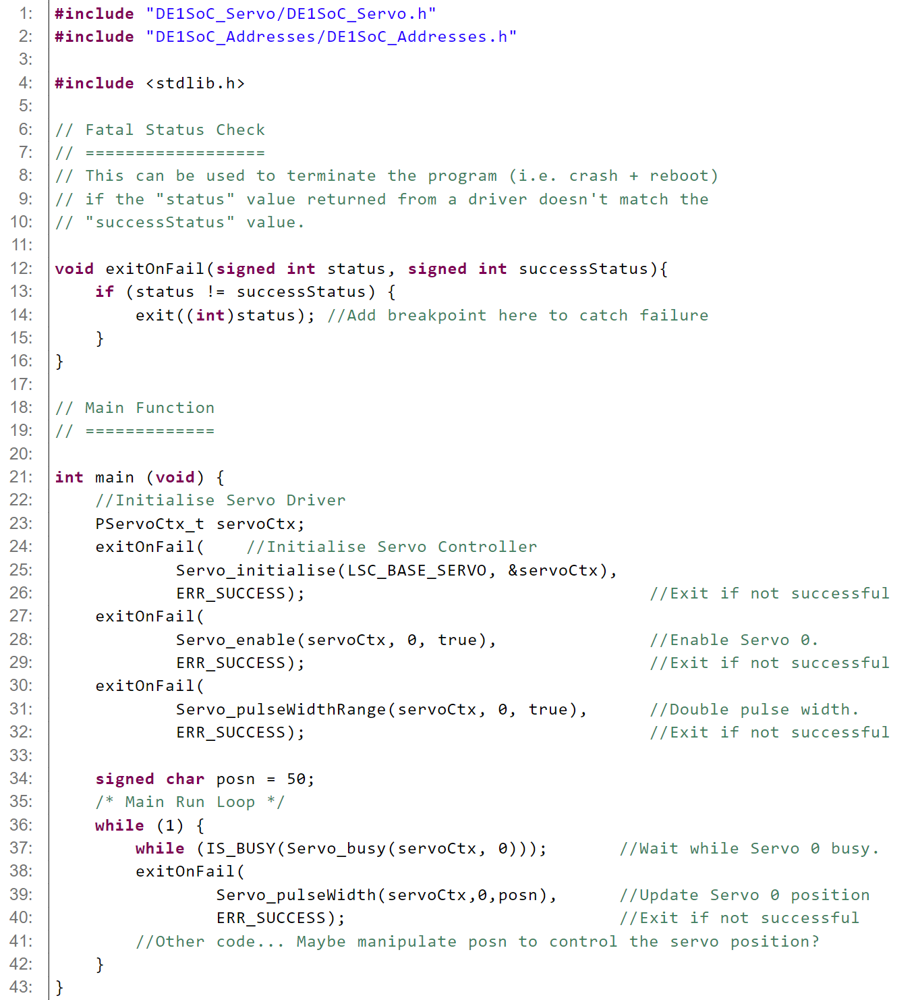 1: #include "DE1SoC_Servo/DE1SoC_Servo.h"
2: #include "DE1SoC_Addresses/DE1SoC_Addresses.h"
3:
4: #include <stdlib.h>
5:
6: // Fatal Status Check
7: // ==================
8: // This can be used to terminate the program (i.e. crash + reboot)
9: // if the "status" value returned from a driver doesn't match the
10: // "successStatus" value.
11:
12: void exitOnFail(signed int status, signed int successStatus){
13:     if (status != successStatus) {
14:         exit((int)status); //Add breakpoint here to catch failure
15:     }
16: }
17:
18: // Main Function
19: // =============
20:
21: int main (void) {
22:     //Initialise Servo Driver
23:     PServoCtx_t servoCtx;
24:     exitOnFail(    //Initialise Servo Controller
25:             Servo_initialise(LSC_BASE_SERVO, &servoCtx),
26:             ERR_SUCCESS);                                  //Exit if not successful
27:     exitOnFail(
28:             Servo_enable(servoCtx, 0, true),               //Enable Servo 0.
29:             ERR_SUCCESS);                                  //Exit if not successful
30:     exitOnFail(
31:             Servo_pulseWidthRange(servoCtx, 0, true),      //Double pulse width.
32:             ERR_SUCCESS);                                  //Exit if not successful
33:
34:     signed char posn = 50;
35:     /* Main Run Loop */
36:     while (1) {
37:         while (IS_BUSY(Servo_busy(servoCtx, 0)));       //Wait while Servo 0 busy.
38:         exitOnFail(
39:                 Servo_pulseWidth(servoCtx,0,posn),      //Update Servo 0 position
40:                 ERR_SUCCESS);                           //Exit if not successful
41:         //Other code... Maybe manipulate posn to control the servo position?
42:     }
43: }